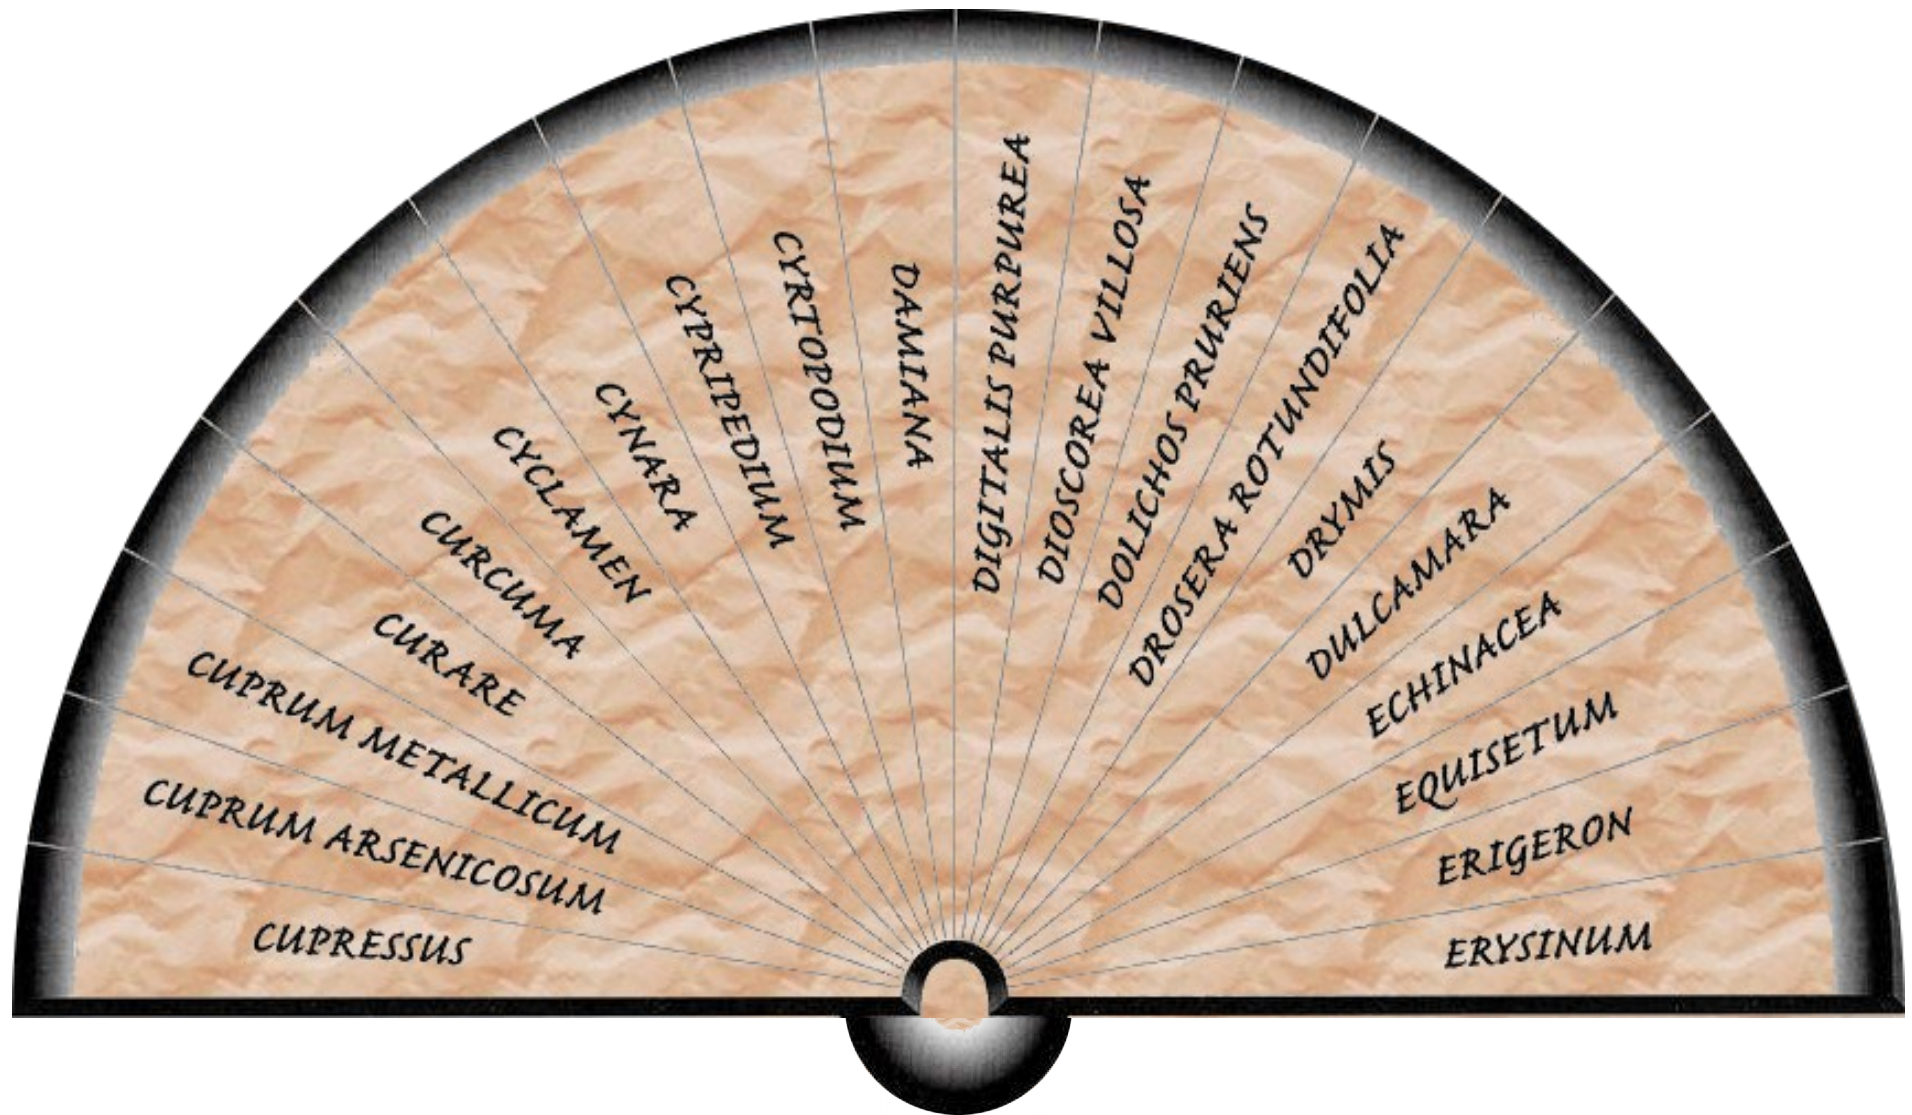 CUPRESSUS
CUPRUM ARSENICOSUM
CUPRUM METALLICUM
CURARE
CURCUMA
CYCLAMEN
CYNARA
CYPRIPEDIUM
CYRTOPODIUM
DAMIANA
DIGITALIS PURPUREA
DIOSCOREA VILLOSA
DOLICHOS PRURIENS
DROSERA ROTUNDIFOLIA
DRYMIS
DULCAMARA
ECHINACEA
EQUISETUM
ERIGERON
ERYSINUM